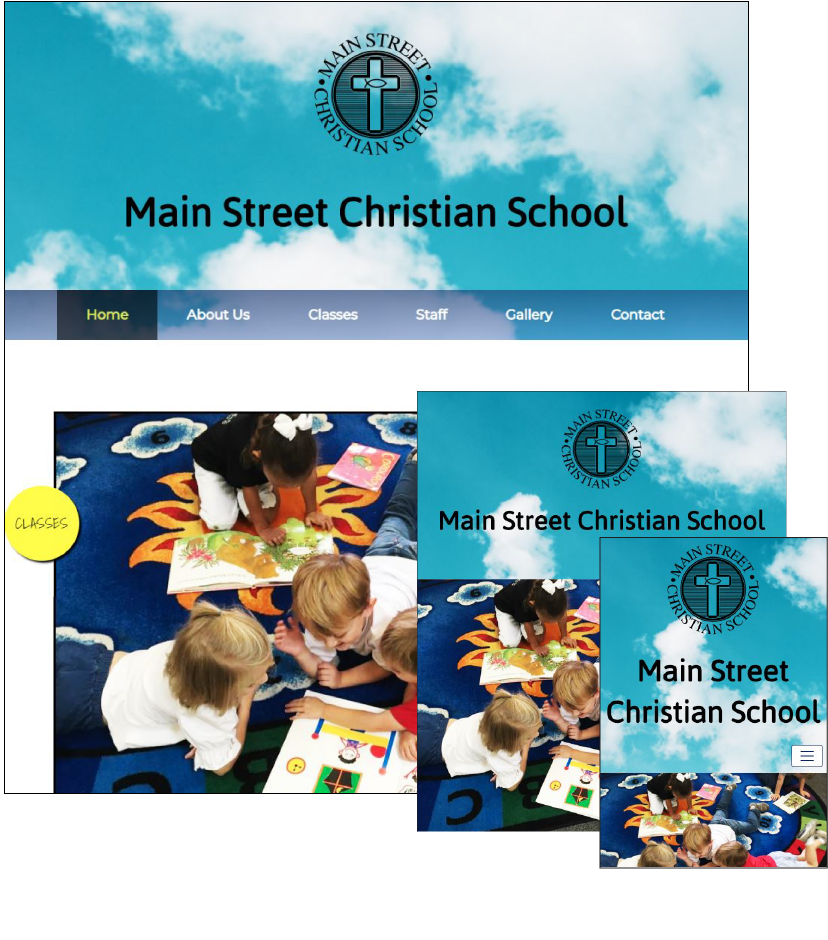 MAIN STREET
CHRISTIAN SCHOOL
Main Street Christian School
Home About Us Classes Staff Gallery Contact
CLASSES
MAIN STREET
CHRISTIAN SCHOOL
Main Street Christian School
MAIN STREET
CHRISTIAN SCHOOL
Main Street
Christian School